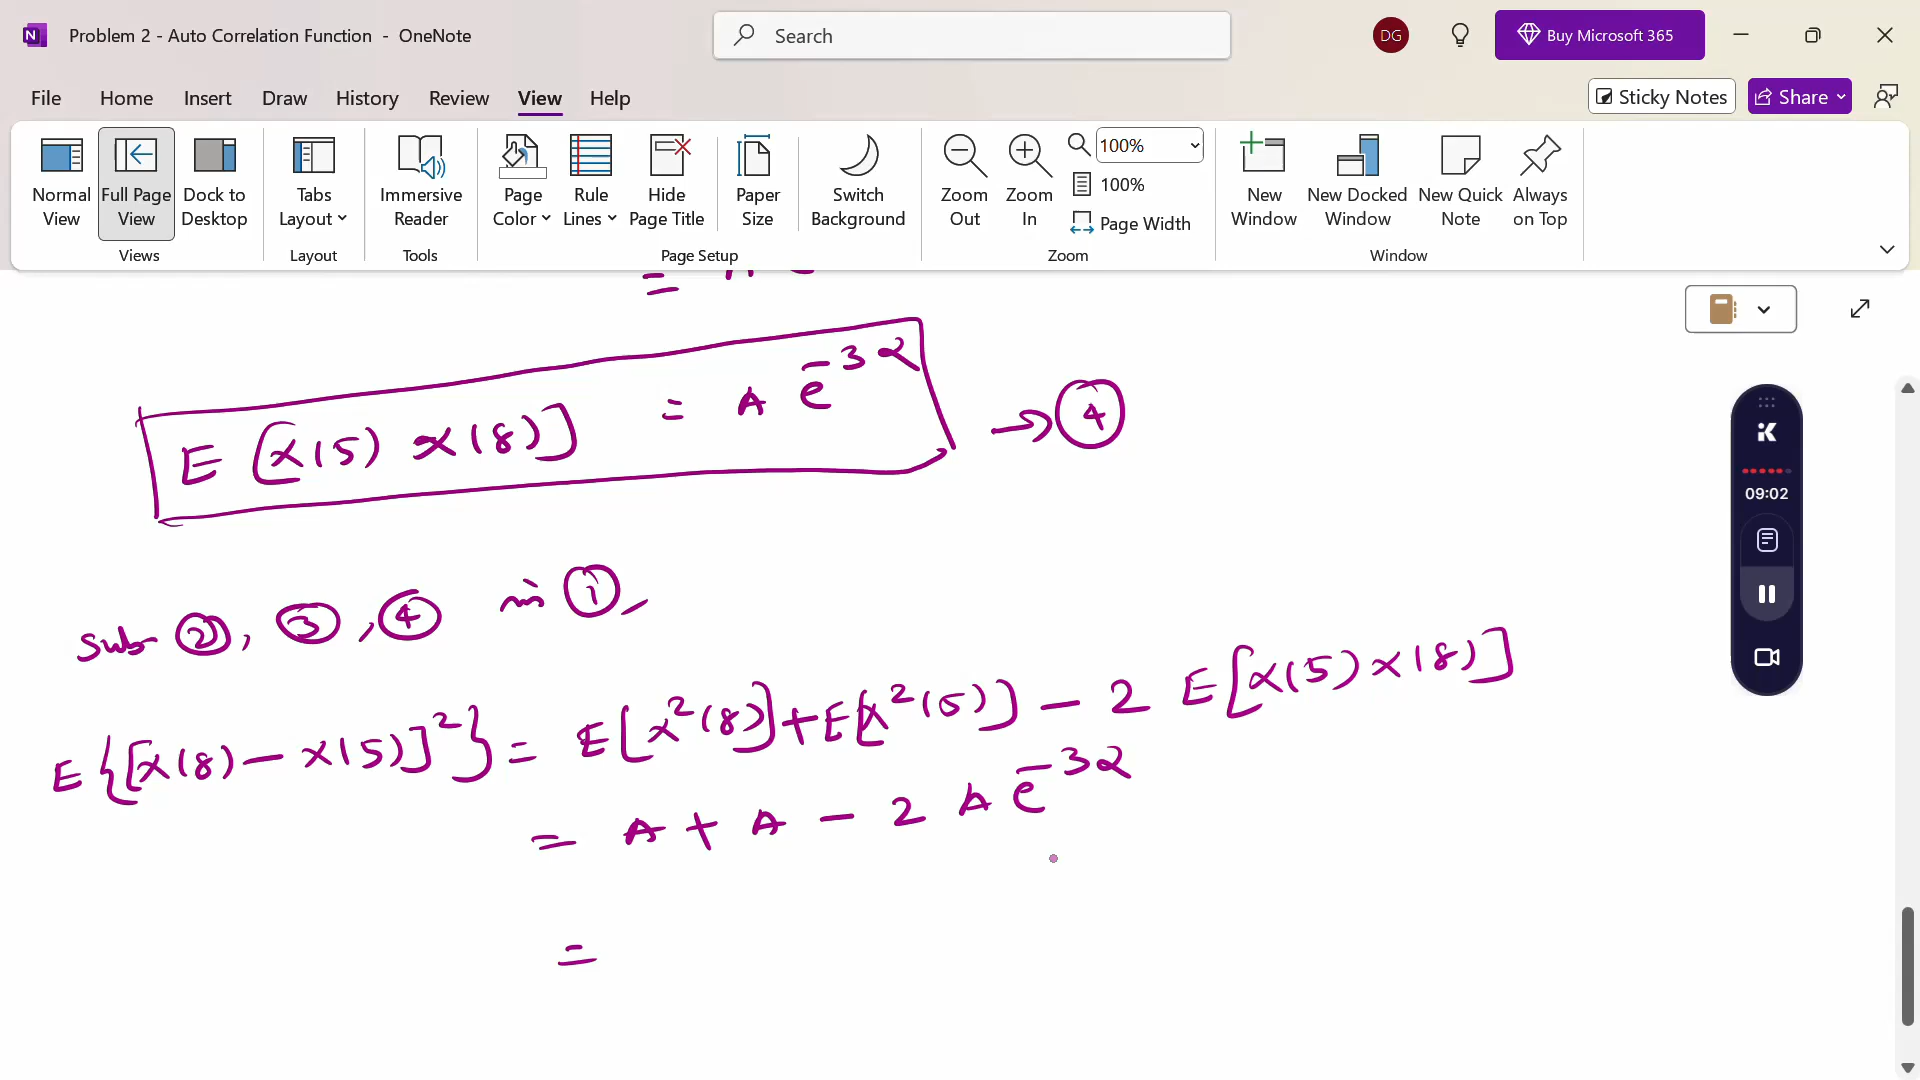 Problem 2 - Auto Correlation Function - OneNote
Search
DG
Buy Microsoft 365
File Home Insert Draw History Review View Help
Sticky Notes
Share
Normal View
Full Page View
Dock to Desktop
Tabs Layout
Immersive Reader
Page Color
Rule Lines
Hide Page Title
Paper Size
Switch Background
Zoom Out
Zoom In
100%
100%
Page Width
New Window
New Docked Window
New Quick Note
Always on Top
Views Layout Tools Page Setup Zoom Window
E [X(5) X(8)] = A e^{-3α} → ④
09:02
sub ②, ③, ④ in ①,
E{[X(8) - X(5)]^2} = E[X^2(8)] + E[X^2(5)] - 2 E[X(5) X(8)]
= A + A - 2 A e^{-3α}
=